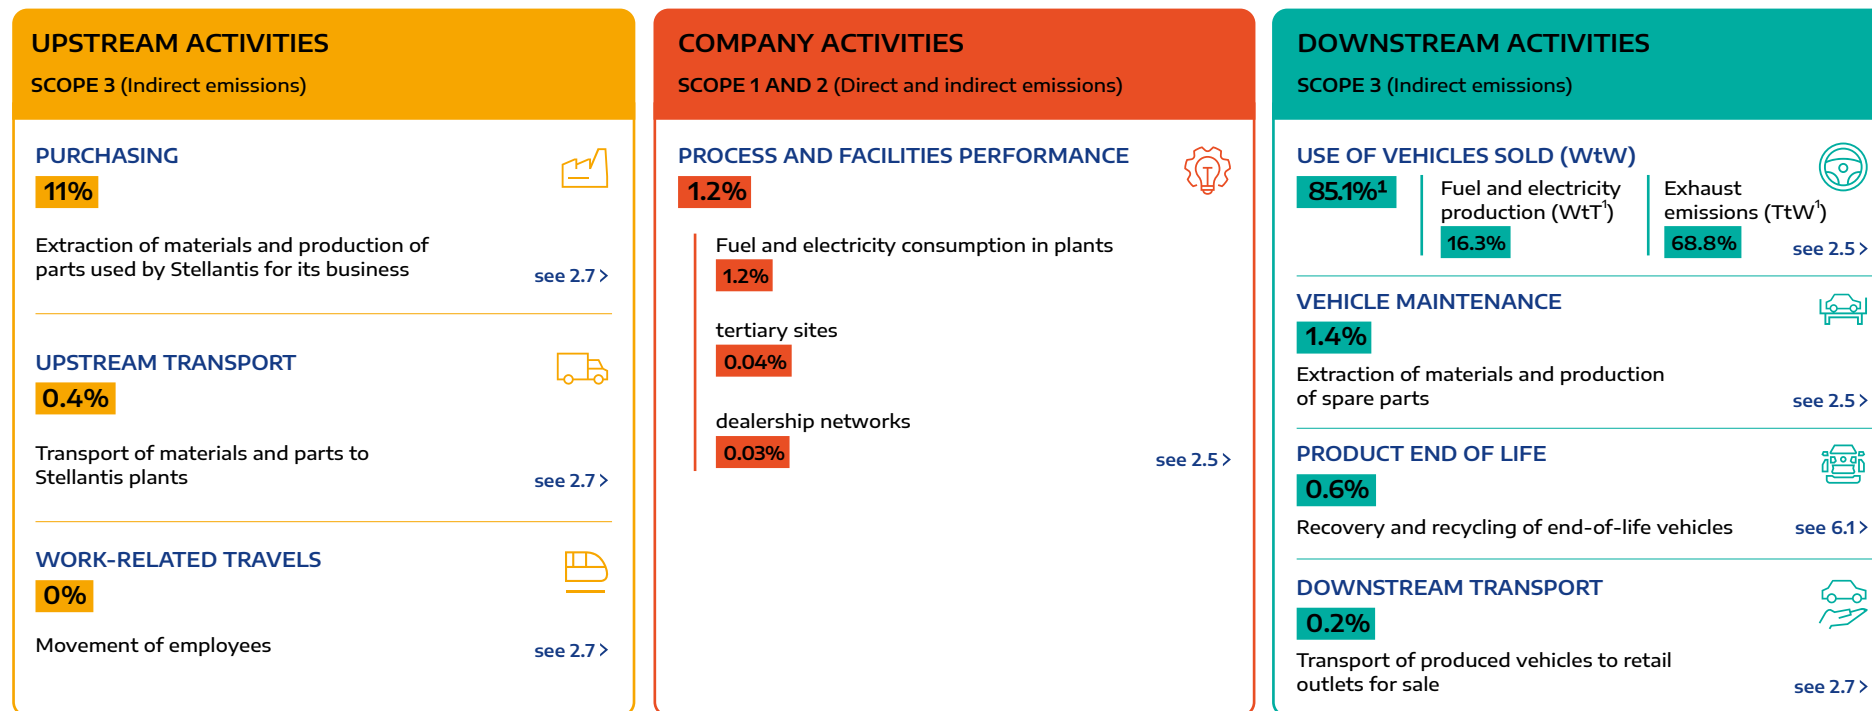 UPSTREAM ACTIVITIES
SCOPE 3 (Indirect emissions)
PURCHASING
11%
Extraction of materials and production of
parts used by Stellantis for its business
see 2.7 >
UPSTREAM TRANSPORT
0.4%
Transport of materials and parts to
Stellantis plants
see 2.7 >
WORK-RELATED TRAVELS
0%
Movement of employees
see 2.7 >
COMPANY ACTIVITIES
SCOPE 1 AND 2 (Direct and indirect emissions)
PROCESS AND FACILITIES PERFORMANCE
1.2%
Fuel and electricity consumption in plants
1.2%
tertiary sites
0.04%
dealership networks
0.03%
see 2.5 >
DOWNSTREAM ACTIVITIES
SCOPE 3 (Indirect emissions)
USE OF VEHICLES SOLD (WtW)
85.1%¹
Fuel and electricity
production (WtT¹)
16.3%
Exhaust
emissions (TtW¹)
68.8%
see 2.5 >
VEHICLE MAINTENANCE
1.4%
Extraction of materials and production
of spare parts
see 2.5 >
PRODUCT END OF LIFE
0.6%
Recovery and recycling of end-of-life vehicles
see 6.1 >
DOWNSTREAM TRANSPORT
0.2%
Transport of produced vehicles to retail
outlets for sale
see 2.7 >